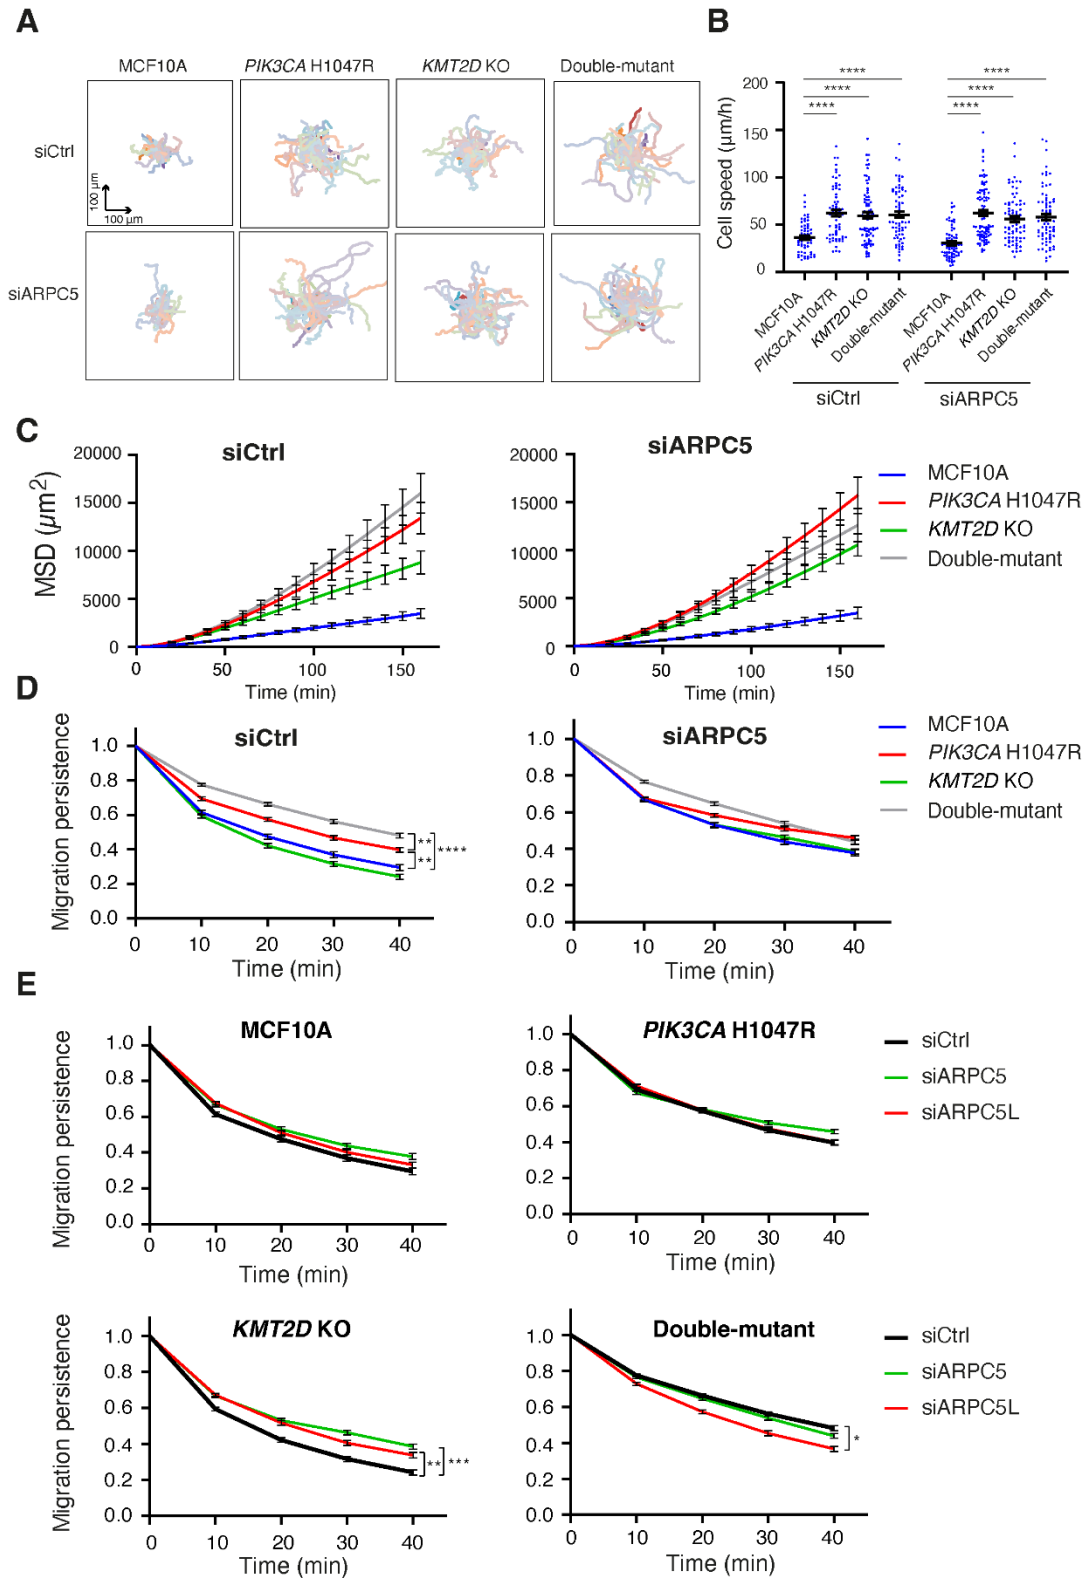 A
MCF10A
PIK3CA H1047R
KMT2D KO
Double-mutant
siCtrl
100 µm
100 µm
siARPC5
B
Cell speed (µm/h)
200
150
100
50
0
****
****
****
****
****
****
MCF10A
PIK3CA H1047R
KMT2D KO
Double-mutant
MCF10A
PIK3CA H1047R
KMT2D KO
Double-mutant
siCtrl
siARPC5
C
siCtrl
MSD (µm2)
20000
15000
10000
5000
0
0
50
100
150
Time (min)
siARPC5
20000
15000
10000
5000
0
0
50
100
150
Time (min)
MCF10A
PIK3CA H1047R
KMT2D KO
Double-mutant
D
siCtrl
Migration persistence
1.0
0.8
0.6
0.4
0.2
0.0
0
10
20
30
40
Time (min)
**
**
****
siARPC5
1.0
0.8
0.6
0.4
0.2
0.0
0
10
20
30
40
Time (min)
MCF10A
PIK3CA H1047R
KMT2D KO
Double-mutant
E
MCF10A
Migration persistence
1.0
0.8
0.6
0.4
0.2
0.0
0
10
20
30
40
Time (min)
PIK3CA H1047R
1.0
0.8
0.6
0.4
0.2
0.0
0
10
20
30
40
Time (min)
siCtrl
siARPC5
siARPC5L
KMT2D KO
Migration persistence
1.0
0.8
0.6
0.4
0.2
0.0
0
10
20
30
40
Time (min)
**
***
Double-mutant
1.0
0.8
0.6
0.4
0.2
0.0
0
10
20
30
40
Time (min)
*
siCtrl
siARPC5
siARPC5L